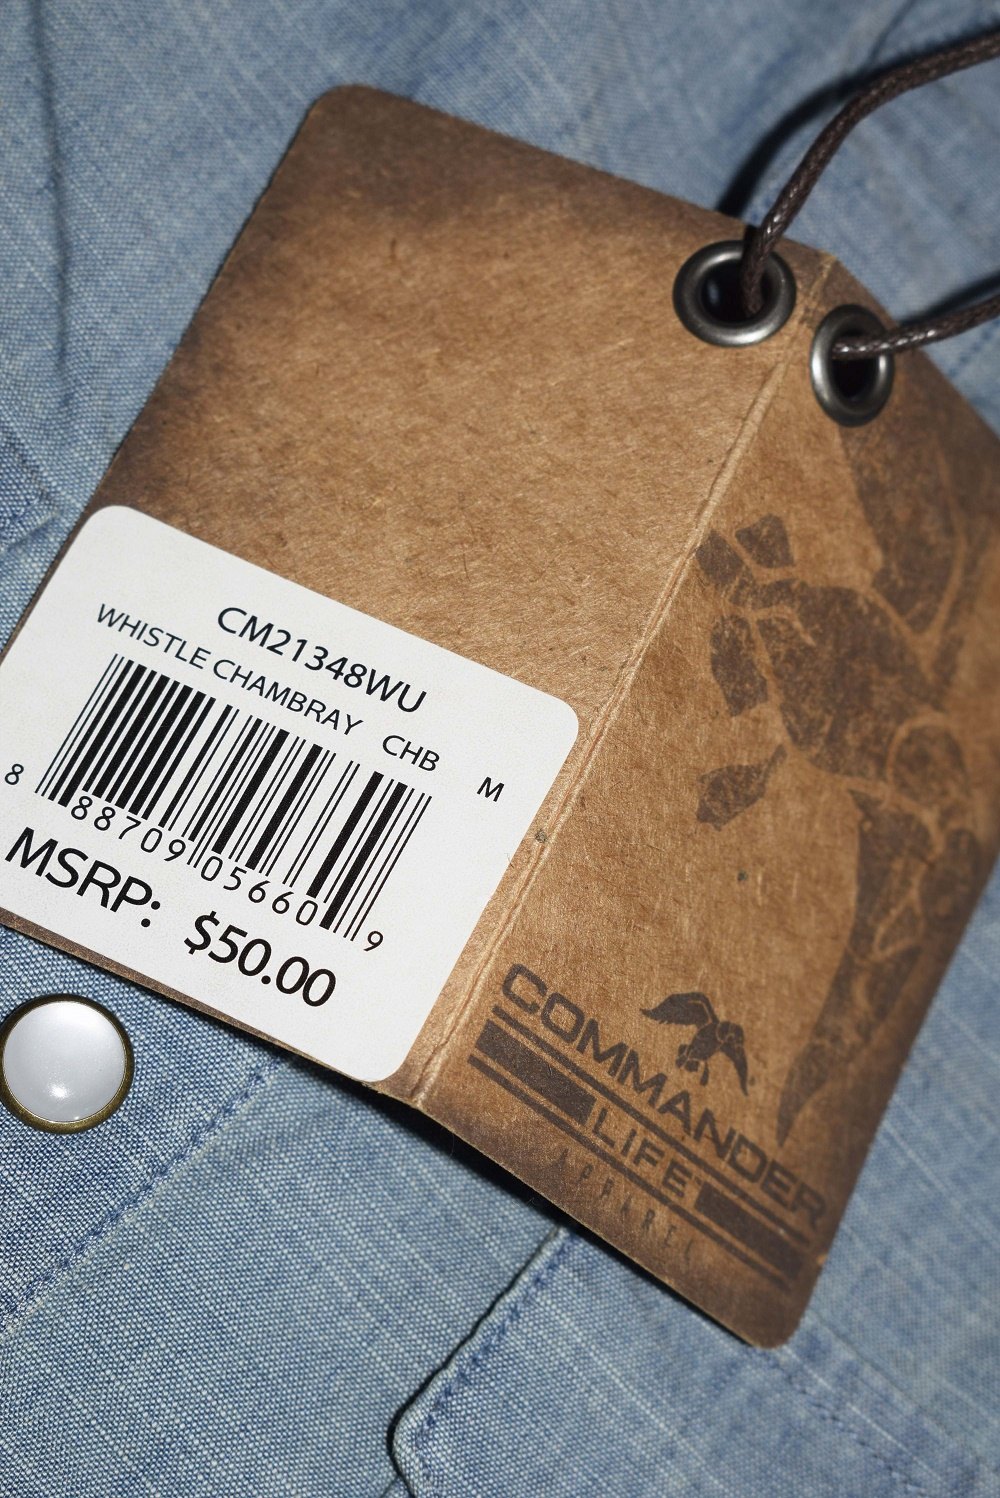 CM21348WU
WHISTLE CHAMBRAY CHB M
8 88709 05660 9
MSRP: $50.00
COMMANDER
LIFE
APPAREL